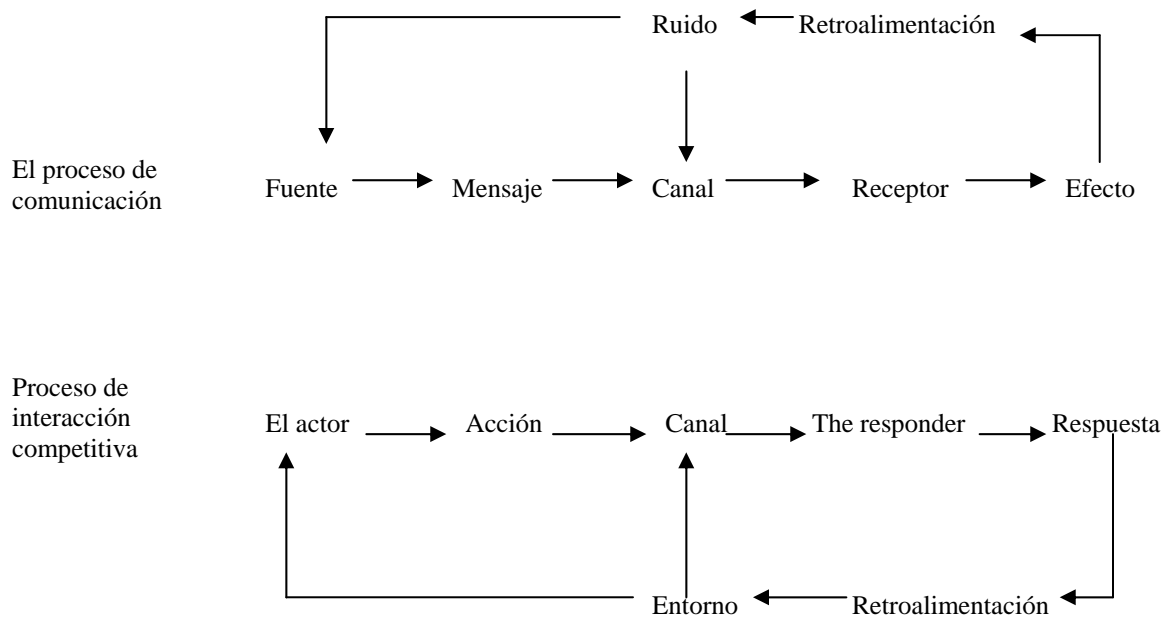 Ruido Retroalimentación
El proceso de
comunicación
Fuente Mensaje Canal Receptor Efecto
Proceso de
interacción
competitiva
El actor Acción Canal The responder Respuesta
Entorno Retroalimentación